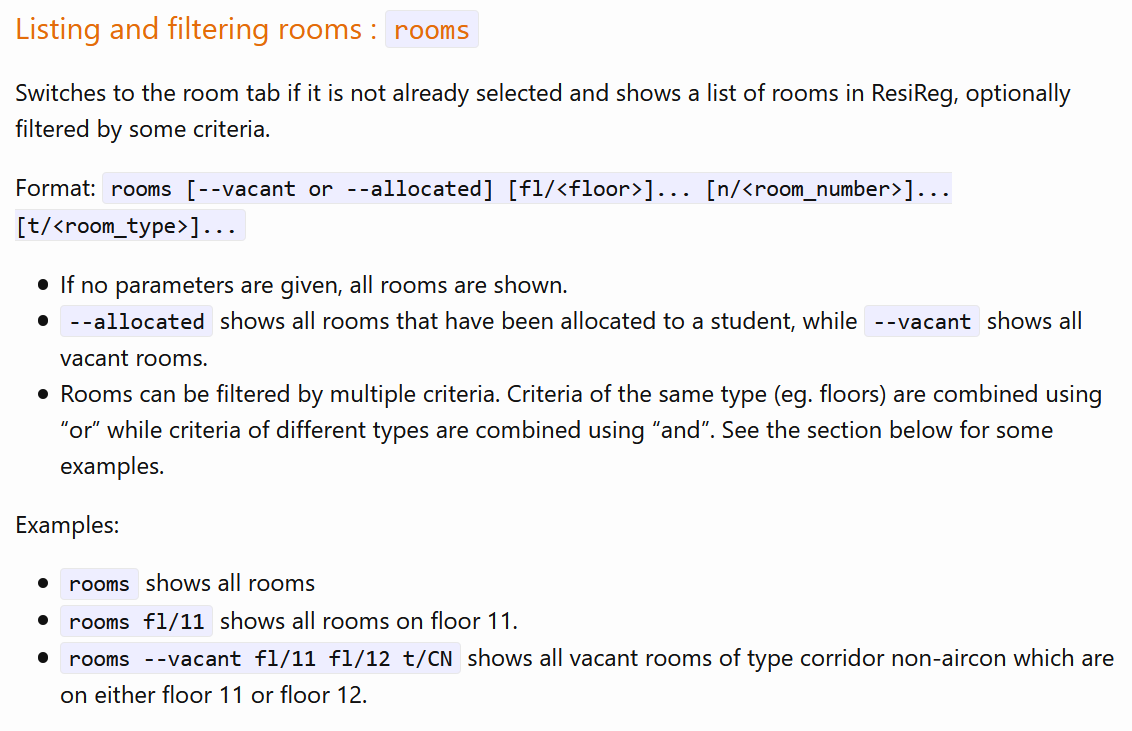 Listing and filtering rooms : rooms
Switches to the room tab if it is not already selected and shows a list of rooms in ResiReg, optionally
filtered by some criteria.
Format: rooms [--vacant or --allocated] [fl/<floor>]... [n/<room_number>]...
[t/<room_type>]...
• If no parameters are given, all rooms are shown.
• --allocated shows all rooms that have been allocated to a student, while --vacant shows all
vacant rooms.
• Rooms can be filtered by multiple criteria. Criteria of the same type (eg. floors) are combined using
“or” while criteria of different types are combined using “and”. See the section below for some
examples.
Examples:
• rooms shows all rooms
• rooms fl/11 shows all rooms on floor 11.
• rooms --vacant fl/11 fl/12 t/CN shows all vacant rooms of type corridor non-aircon which are
on either floor 11 or floor 12.